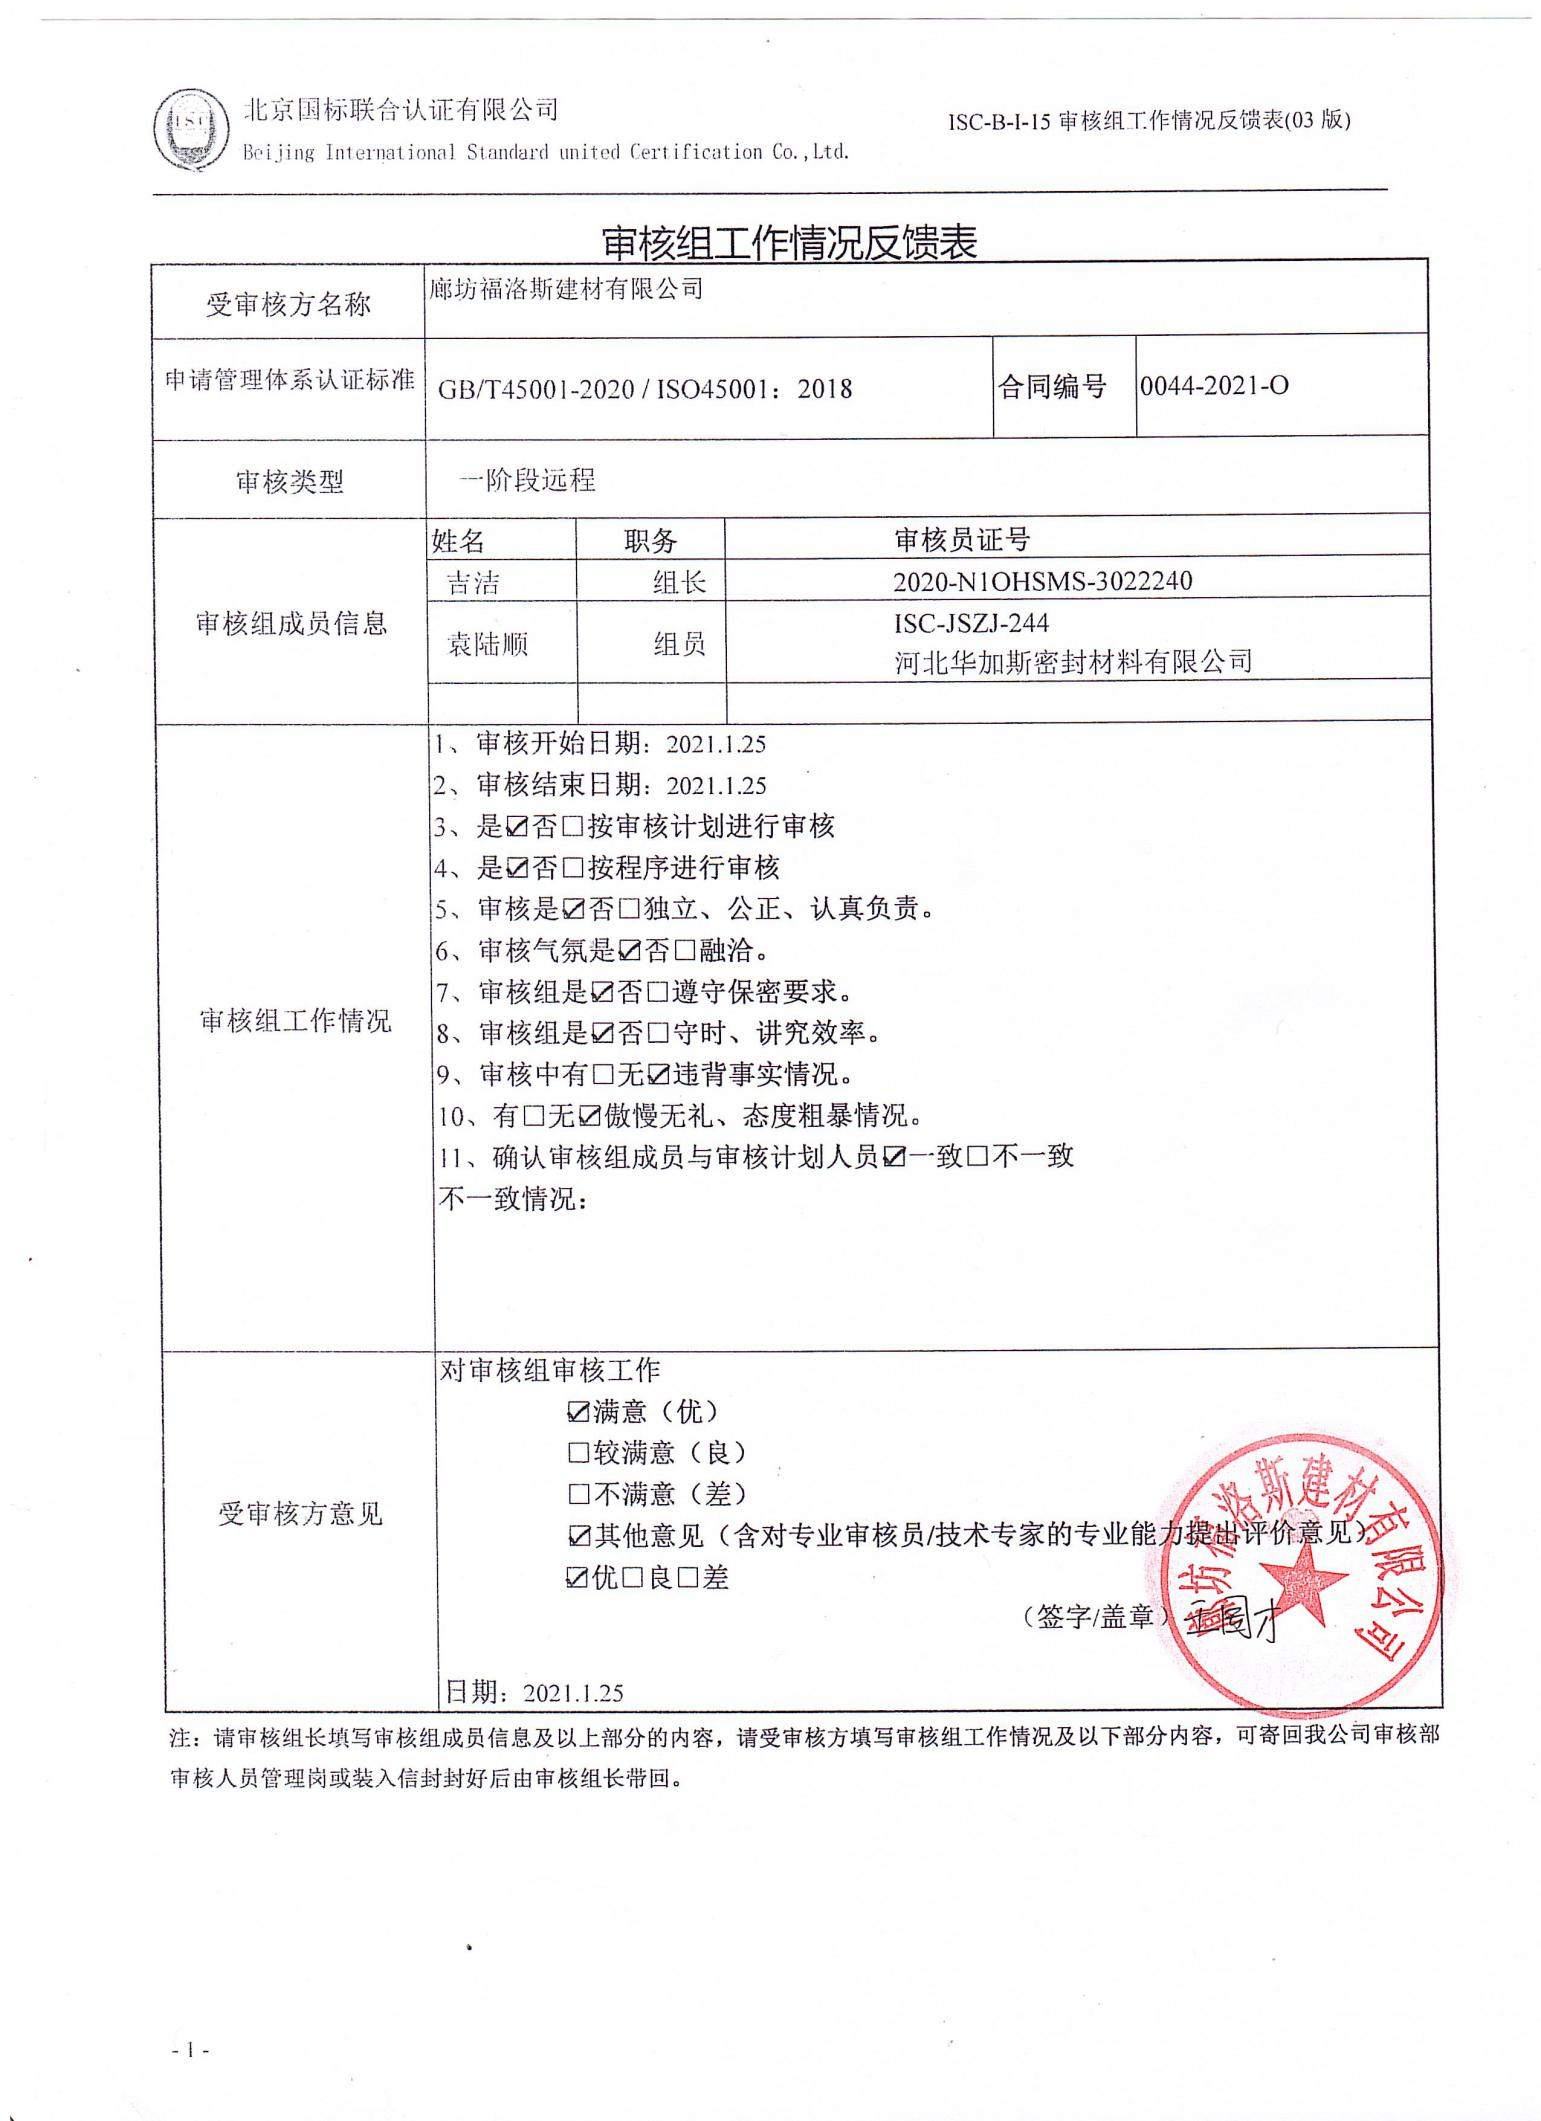 ISC
北京国标联合认证有限公司
ISC-B-I-15 审核组工作情况反馈表(03 版)
Beijing International Standard united Certification Co.,Ltd.
审核组工作情况反馈表
受审核方名称 廊坊福洛斯建材有限公司
申请管理体系认证标准 GB/T45001-2020 / ISO45001：2018 合同编号 0044-2021-O
审核类型 一阶段远程
审核组成员信息
姓名 职务 审核员证号
吉洁 组长 2020-N1OHSMS-3022240
袁陆顺 组员 ISC-JSZJ-244
河北华加斯密封材料有限公司
审核组工作情况
1、审核开始日期：2021.1.25
2、审核结束日期：2021.1.25
3、是☑否□按审核计划进行审核
4、是☑否□按程序进行审核
5、审核是☑否□独立、公正、认真负责。
6、审核气氛是☑否□融洽。
7、审核组是☑否□遵守保密要求。
8、审核组是☑否□守时、讲究效率。
9、审核中有□无☑违背事实情况。
10、有□无☑傲慢无礼、态度粗暴情况。
11、确认审核组成员与审核计划人员☑一致□不一致
不一致情况：
受审核方意见
对审核组审核工作
☑满意（优）
□较满意（良）
□不满意（差）
☑其他意见（含对专业审核员/技术专家的专业能力提出评价意见）
☑优□良□差
（签字/盖章）
廊坊福洛斯建材有限公司
日期：2021.1.25
注：请审核组长填写审核组成员信息及以上部分的内容，请受审核方填写审核组工作情况及以下部分内容，可寄回我公司审核部
审核人员管理岗或装入信封封好后由审核组长带回。
- 1 -